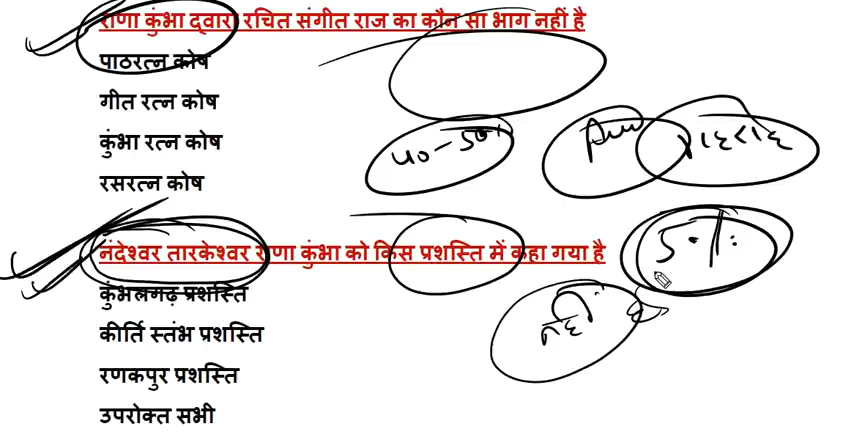 राणा कुंभा द्वारा रचित संगीत राज का कौन सा भाग नहीं है
पाठरत्न कोष
गीत रत्न कोष
कुंभा रत्न कोष
रसरत्न कोष
नंदेश्वर तारकेश्वर राणा कुंभा को किस प्रशस्ति में कहा गया है
कुंभलगढ़ प्रशस्ति
कीर्ति स्तंभ प्रशस्ति
रणकपुर प्रशस्ति
उपरोक्त सभी